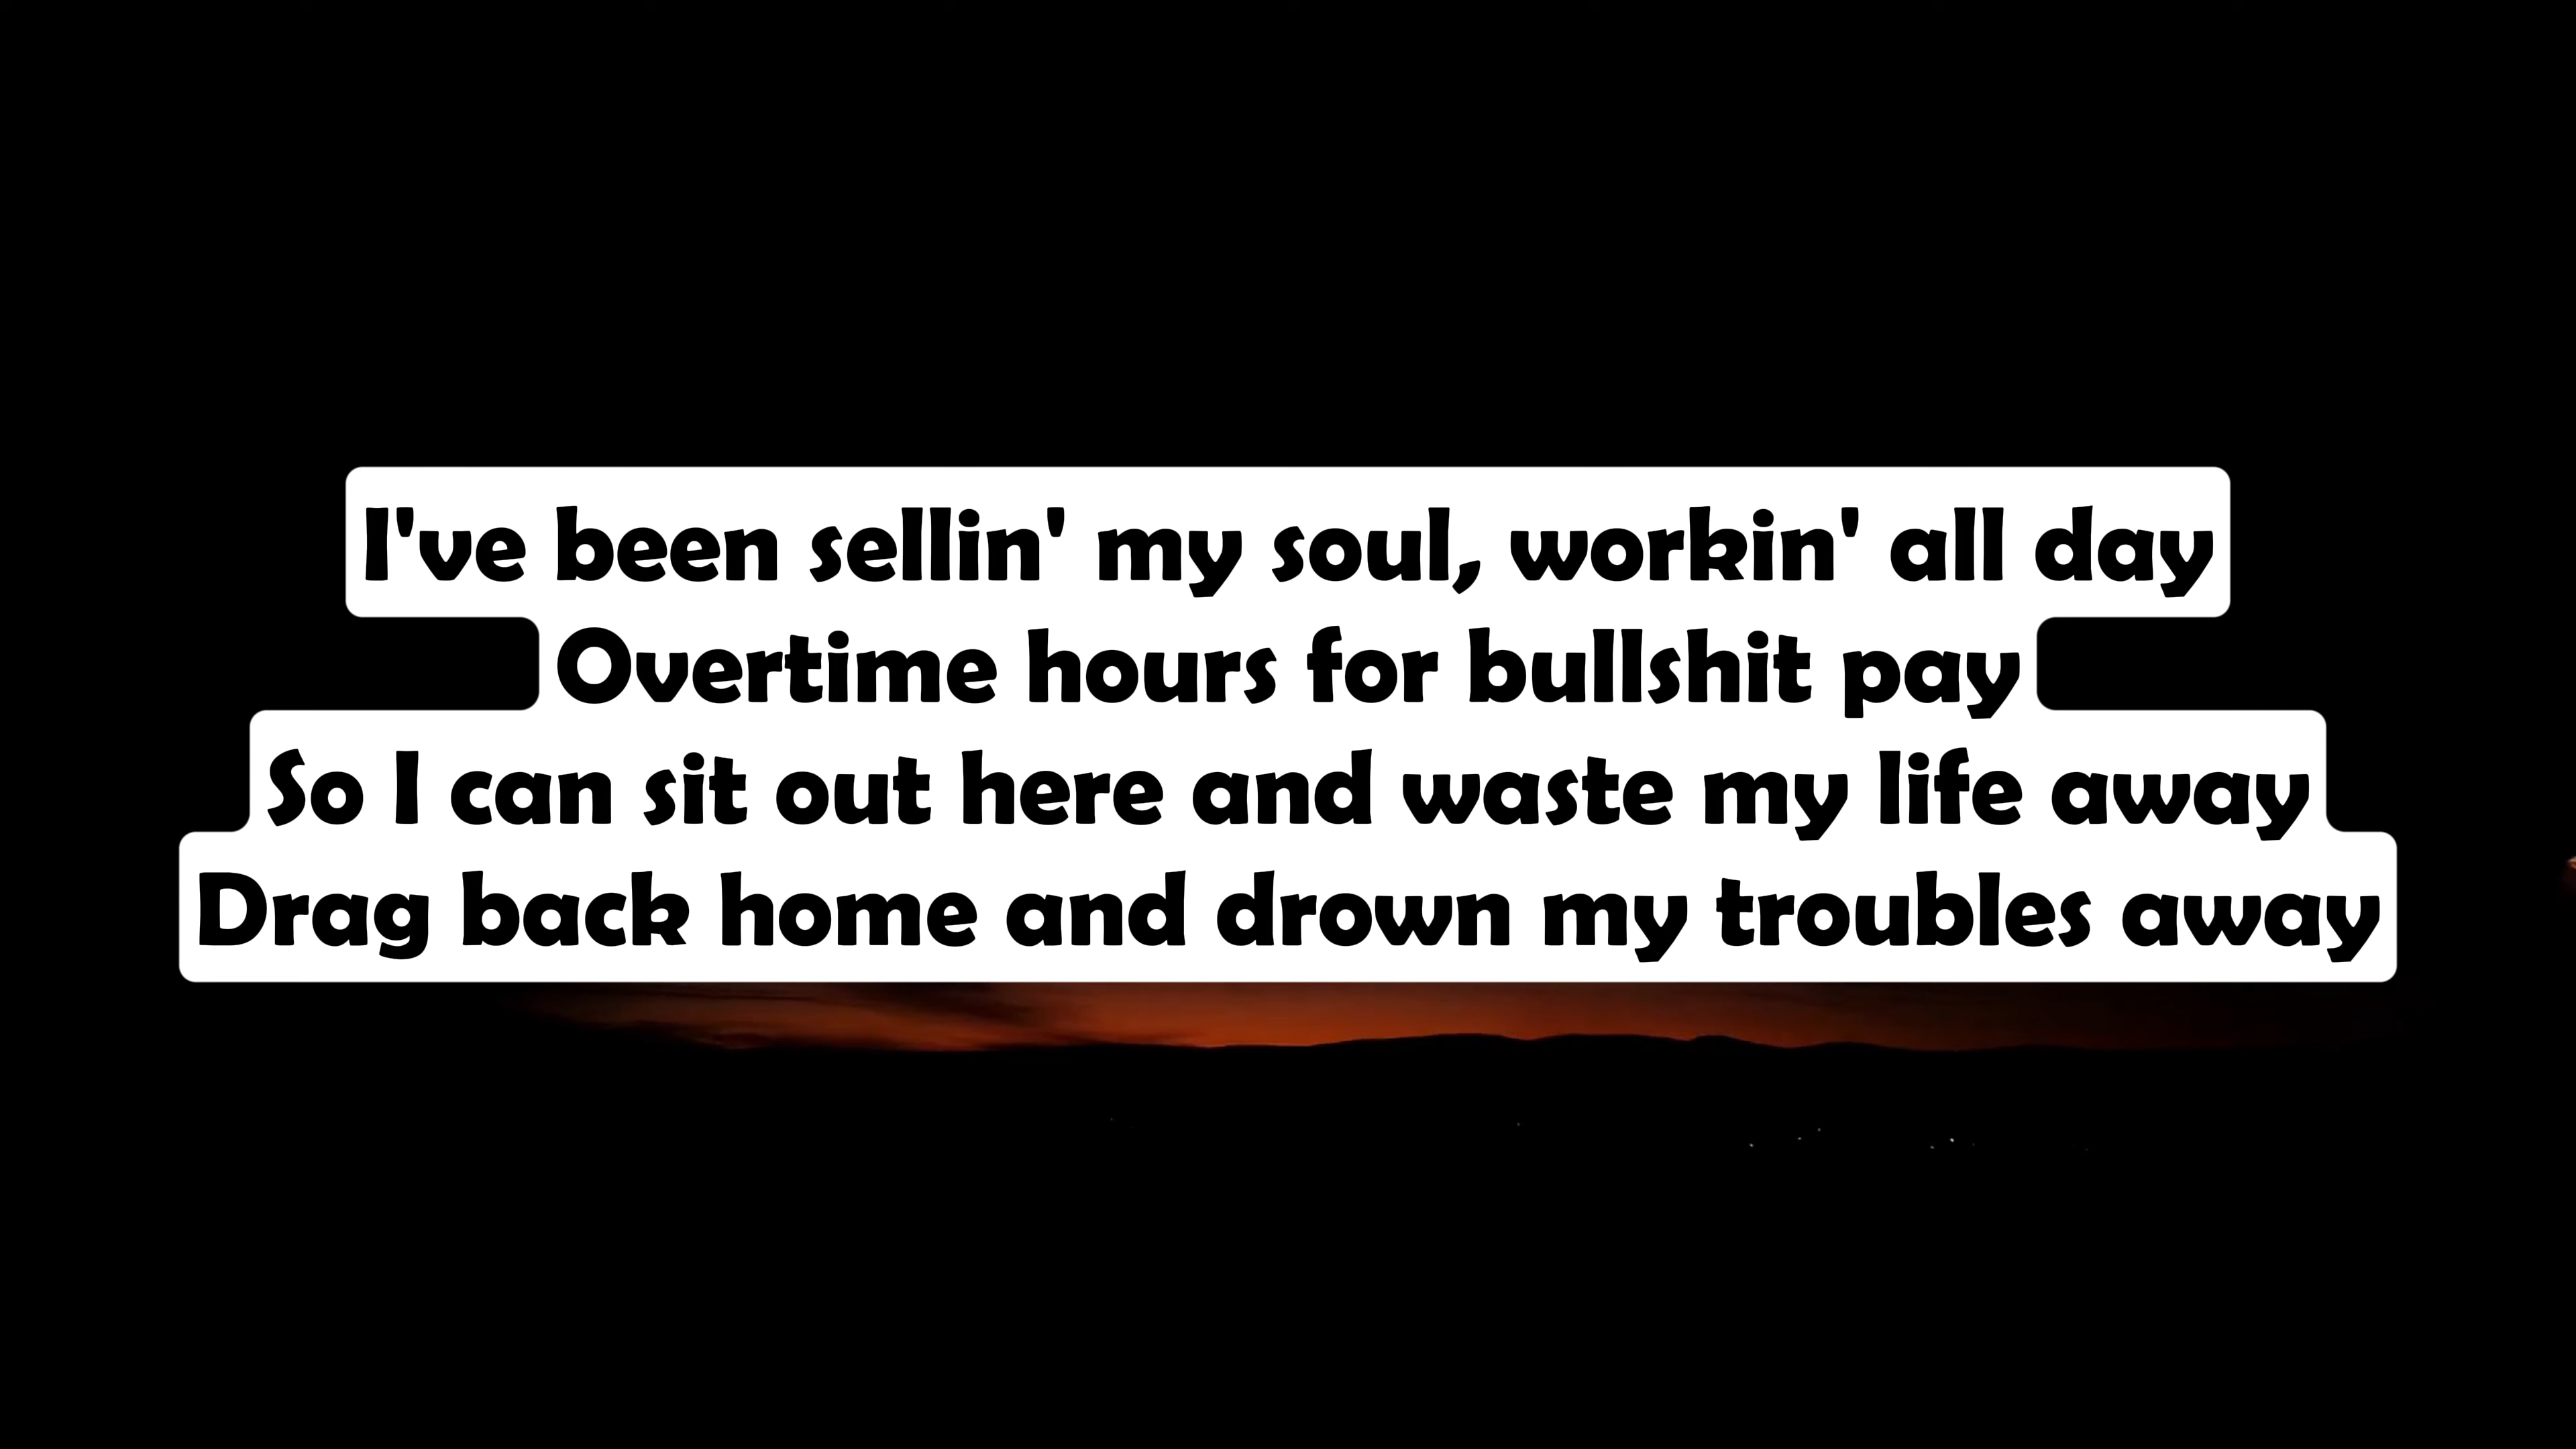 I've been sellin' my soul, workin' all day
Overtime hours for bullshit pay
So I can sit out here and waste my life away
Drag back home and drown my troubles away